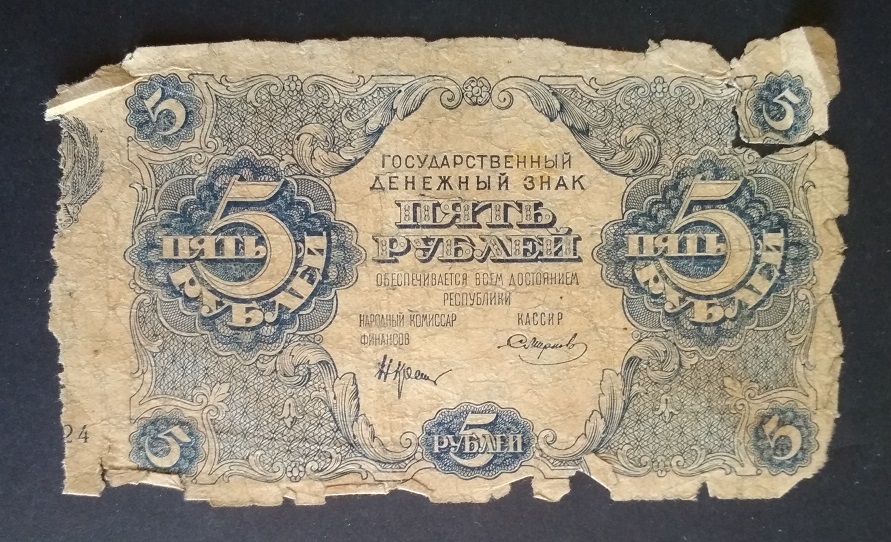 5 5
ГОСУДАРСТВЕННЫЙ
ДЕНЕЖНЫЙ ЗНАК
ПЯТЬ
РУБЛЕЙ
5 ПЯТЬ РУБЛЕЙ
5 ПЯТЬ РУБЛЕЙ
ОБЕСПЕЧИВАЕТСЯ ВСЕМ ДОСТОЯНИЕМ
РЕСПУБЛИКИ
НАРОДНЫЙ КОМИССАР
ФИНАНСОВ
КАССИР
Смирнов
24
5 5 РУБЛЕЙ 5